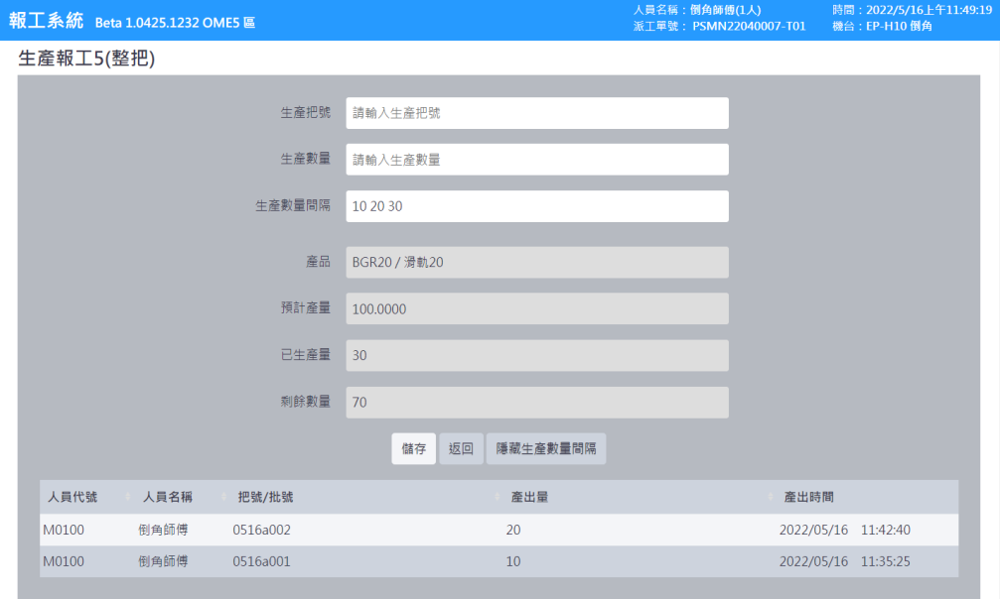 報工系統 Beta 1.0425.1232 OME5 區
人員名稱：倒角師傅(1人) 時間：2022/5/16上午11:49:19
派工單號： PSMN22040007-T01 機台：EP-H10 倒角
生產報工5(整把)
生產把號 請輸入生產把號
生產數量 請輸入生產數量
生產數量間隔 10 20 30
產品 BGR20 / 滑軌20
預計產量 100.0000
已生產量 30
剩餘數量 70
儲存 返回 隱藏生產數量間隔
人員代號 人員名稱 把號/批號 產出量 產出時間
M0100 倒角師傅 0516a002 20 2022/05/16 11:42:40
M0100 倒角師傅 0516a001 10 2022/05/16 11:35:25